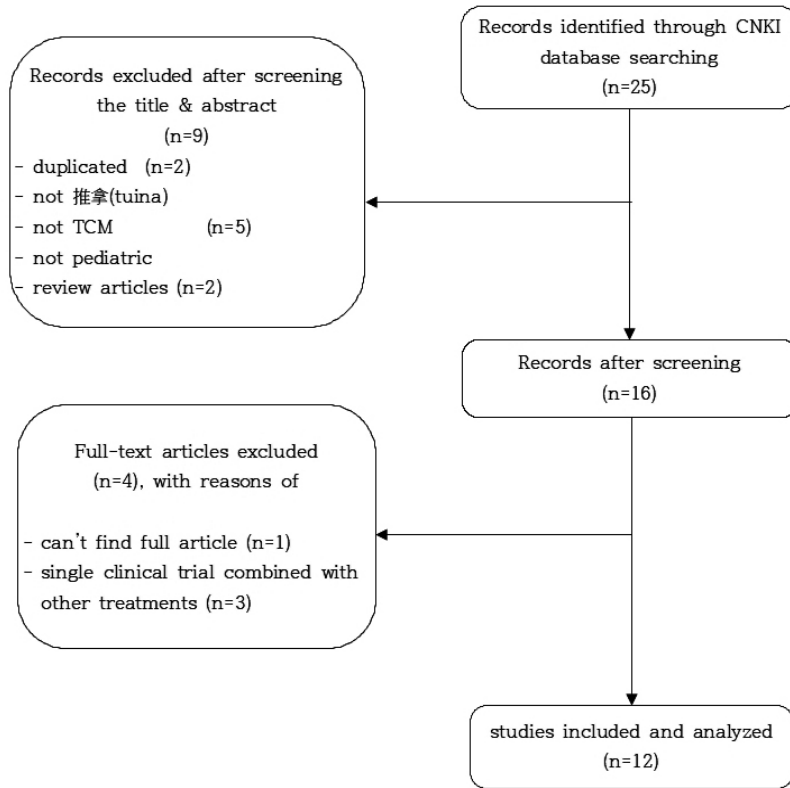 Records identified through CNKI
database searching
(n=25)
Records excluded after screening
the title & abstract
(n=9)
- duplicated (n=2)
- not 推拿(tuina)
- not TCM (n=5)
- not pediatric
- review articles (n=2)
Records after screening
(n=16)
Full-text articles excluded
(n=4), with reasons of
- can't find full article (n=1)
- single clinical trial combined with
other treatments (n=3)
studies included and analyzed
(n=12)